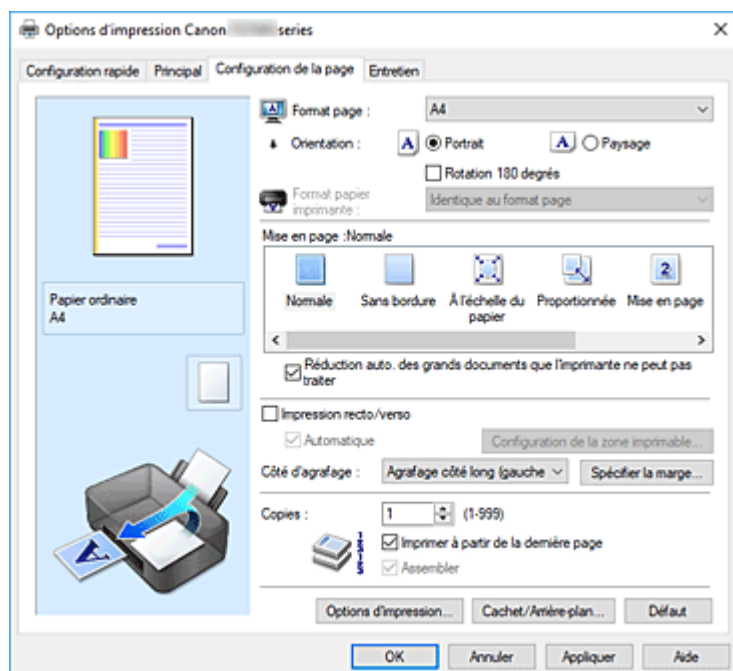 Options d'impression Canon series
Configuration rapide Principal Configuration de la page Entretien
Format page : A4
Orientation : A Portrait A Paysage
Rotation 180 degrés
Format papier imprimante : Identique au format page
Mise en page :Normale
Normale Sans bordure À l'échelle du papier Proportionnée 2 Mise en page
Papier ordinaire
A4
Réduction auto. des grands documents que l'imprimante ne peut pas
traiter
Impression recto/verso
Automatique Configuration de la zone imprimable...
Côté d'agrafage : Agrafage côté long (gauche Spécifier la marge...
Copies : 1 (1-999)
Imprimer à partir de la dernière page
Assembler
A
Options d'impression... Cachet/Arrière-plan... Défaut
OK Annuler Appliquer Aide